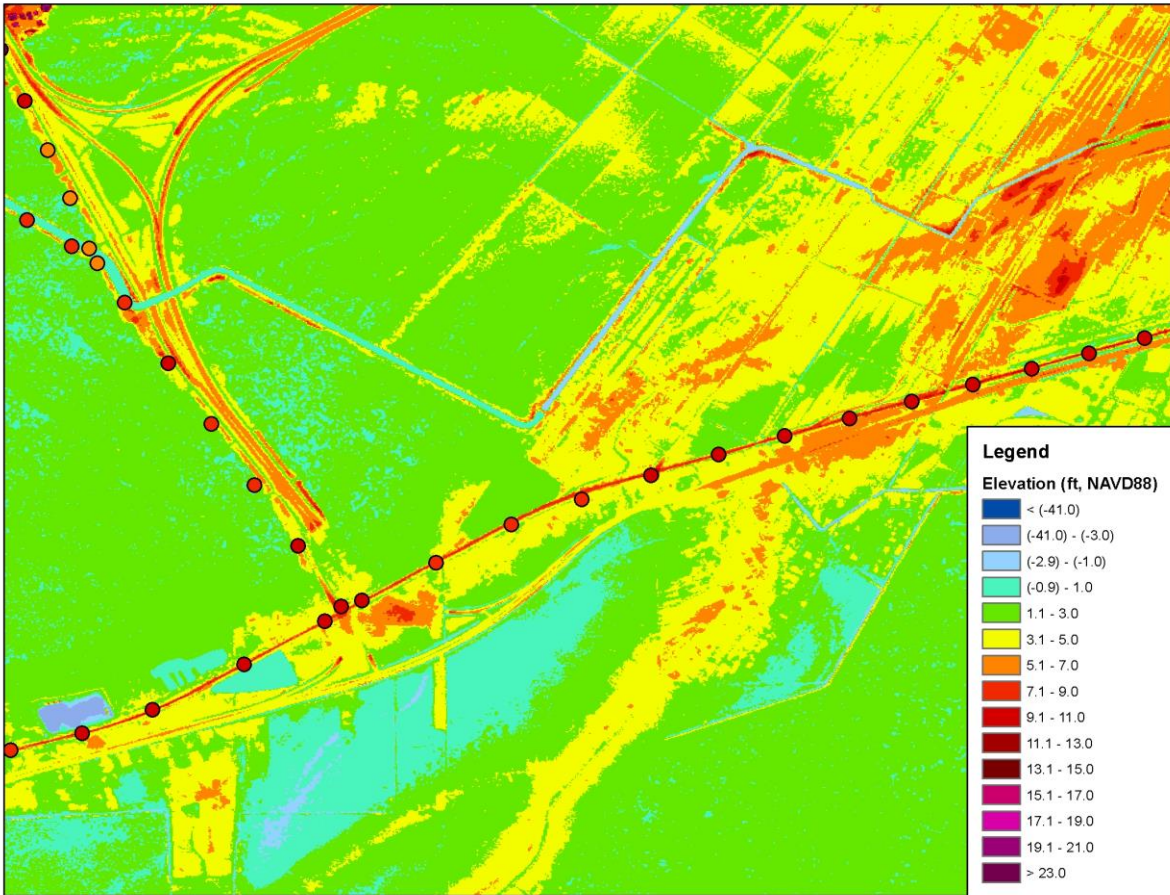 Legend
Elevation (ft, NAVD88)
< (-41.0)
(-41.0) - (-3.0)
(-2.9) - (-1.0)
(-0.9) - 1.0
1.1 - 3.0
3.1 - 5.0
5.1 - 7.0
7.1 - 9.0
9.1 - 11.0
11.1 - 13.0
13.1 - 15.0
15.1 - 17.0
17.1 - 19.0
19.1 - 21.0
> 23.0